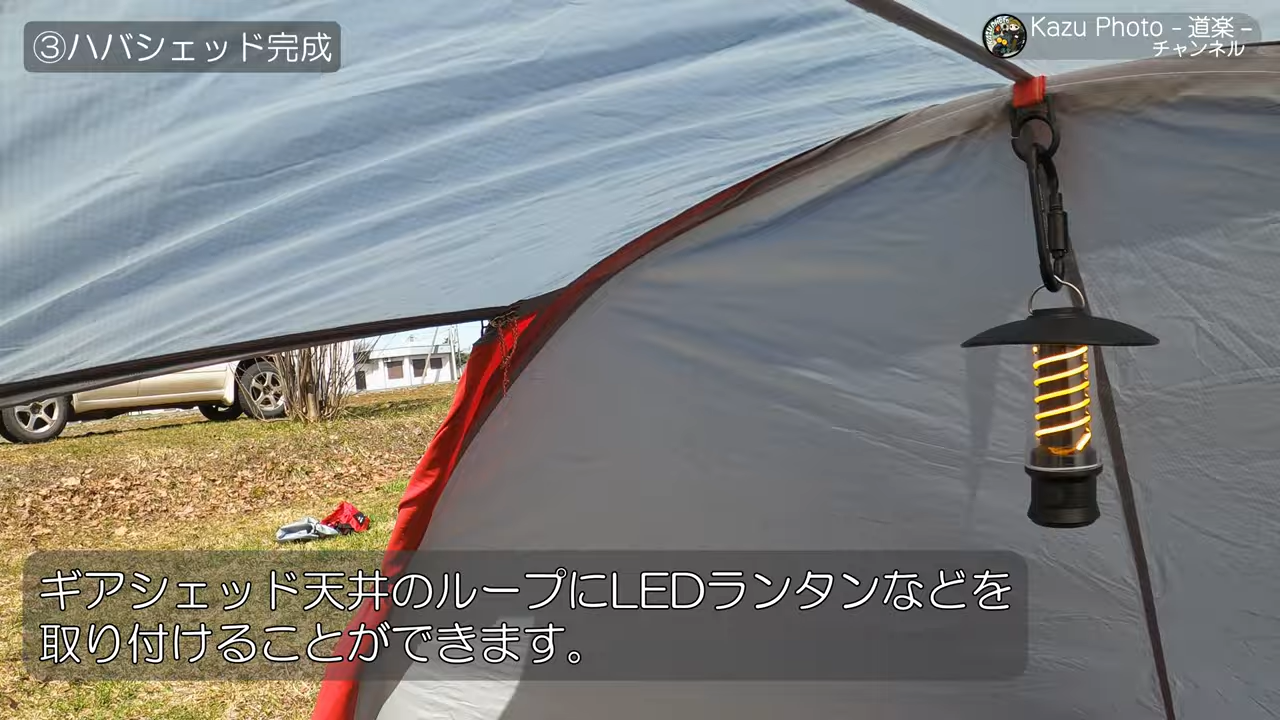 ③ハバシェッド完成
Kazu Photo - 道楽 -
チャンネル
ギアシェッド天井のループにLEDランタンなどを
取り付けることができます。